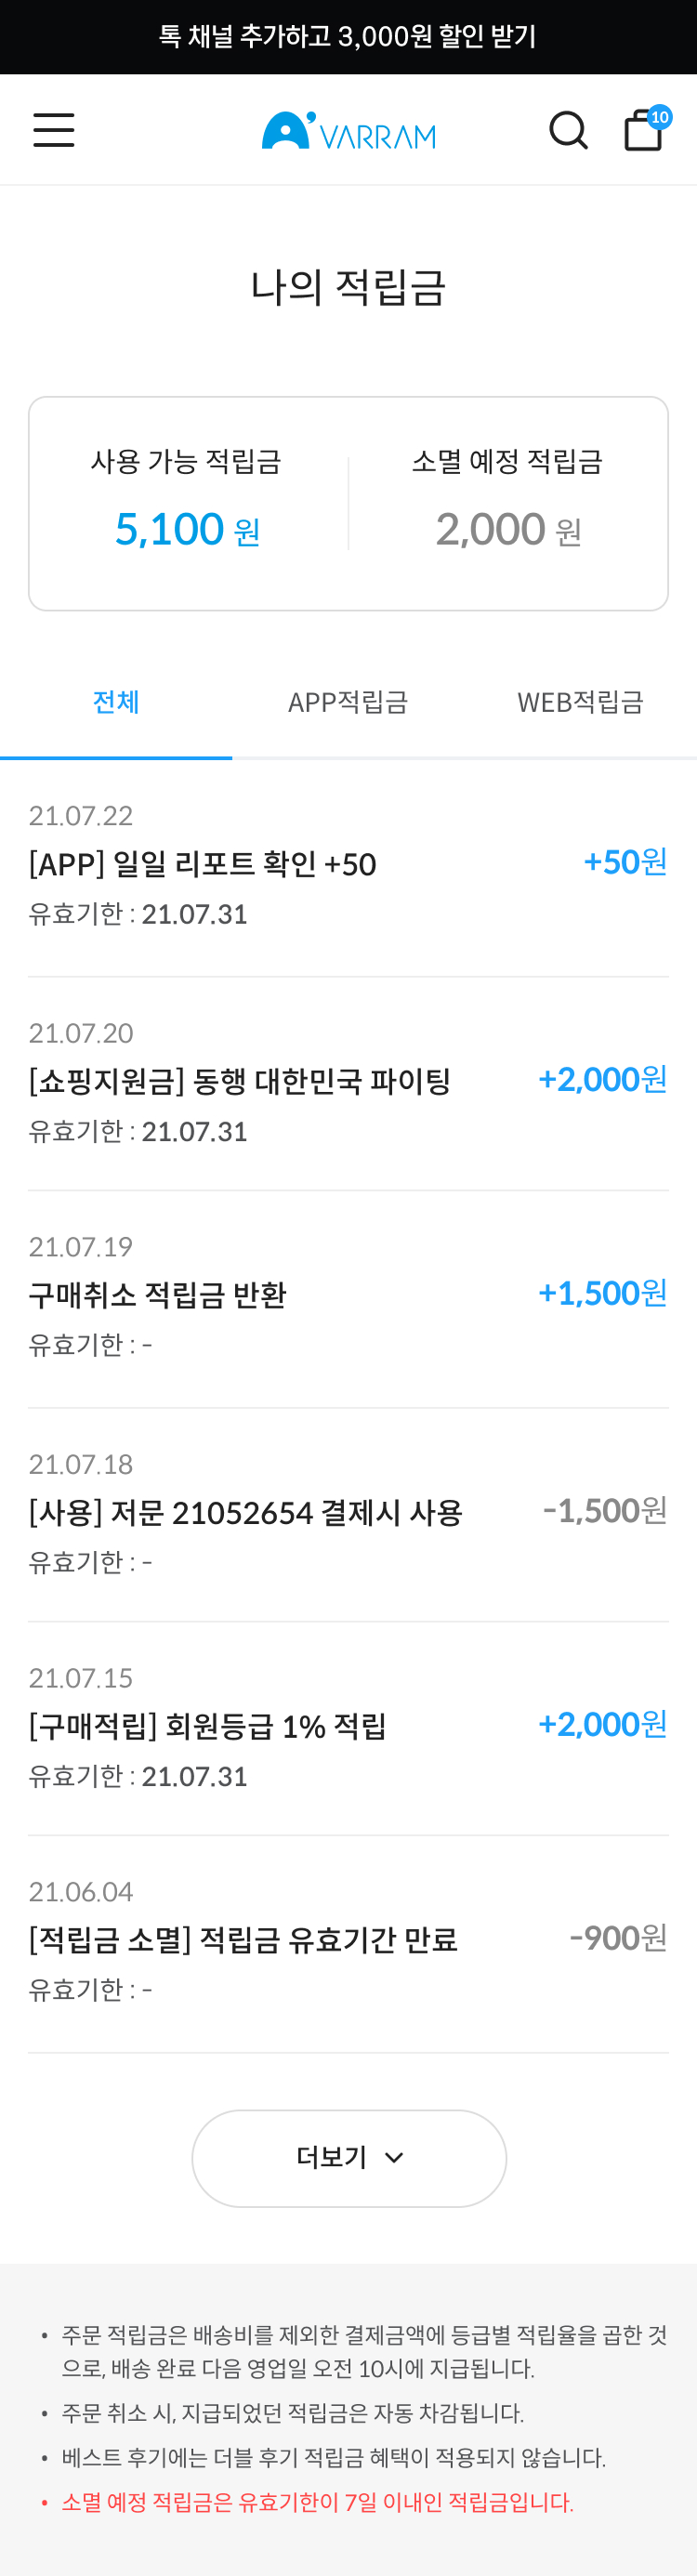 톡 채널 추가하고 3,000원 할인 받기
VARRAM
10
나의 적립금
사용 가능 적립금
5,100 원
소멸 예정 적립금
2,000 원
전체
APP적립금
WEB적립금
21.07.22
[APP] 일일 리포트 확인 +50
+50원
유효기한 : 21.07.31
21.07.20
[쇼핑지원금] 동행 대한민국 파이팅
+2,000원
유효기한 : 21.07.31
21.07.19
구매취소 적립금 반환
+1,500원
유효기한 : -
21.07.18
[사용] 저문 21052654 결제시 사용
-1,500원
유효기한 : -
21.07.15
[구매적립] 회원등급 1% 적립
+2,000원
유효기한 : 21.07.31
21.06.04
[적립금 소멸] 적립금 유효기간 만료
-900원
유효기한 : -
더보기
• 주문 적립금은 배송비를 제외한 결제금액에 등급별 적립율을 곱한 것
으로, 배송 완료 다음 영업일 오전 10시에 지급됩니다.
• 주문 취소 시, 지급되었던 적립금은 자동 차감됩니다.
• 베스트 후기에는 더블 후기 적립금 혜택이 적용되지 않습니다.
• 소멸 예정 적립금은 유효기한이 7일 이내인 적립금입니다.